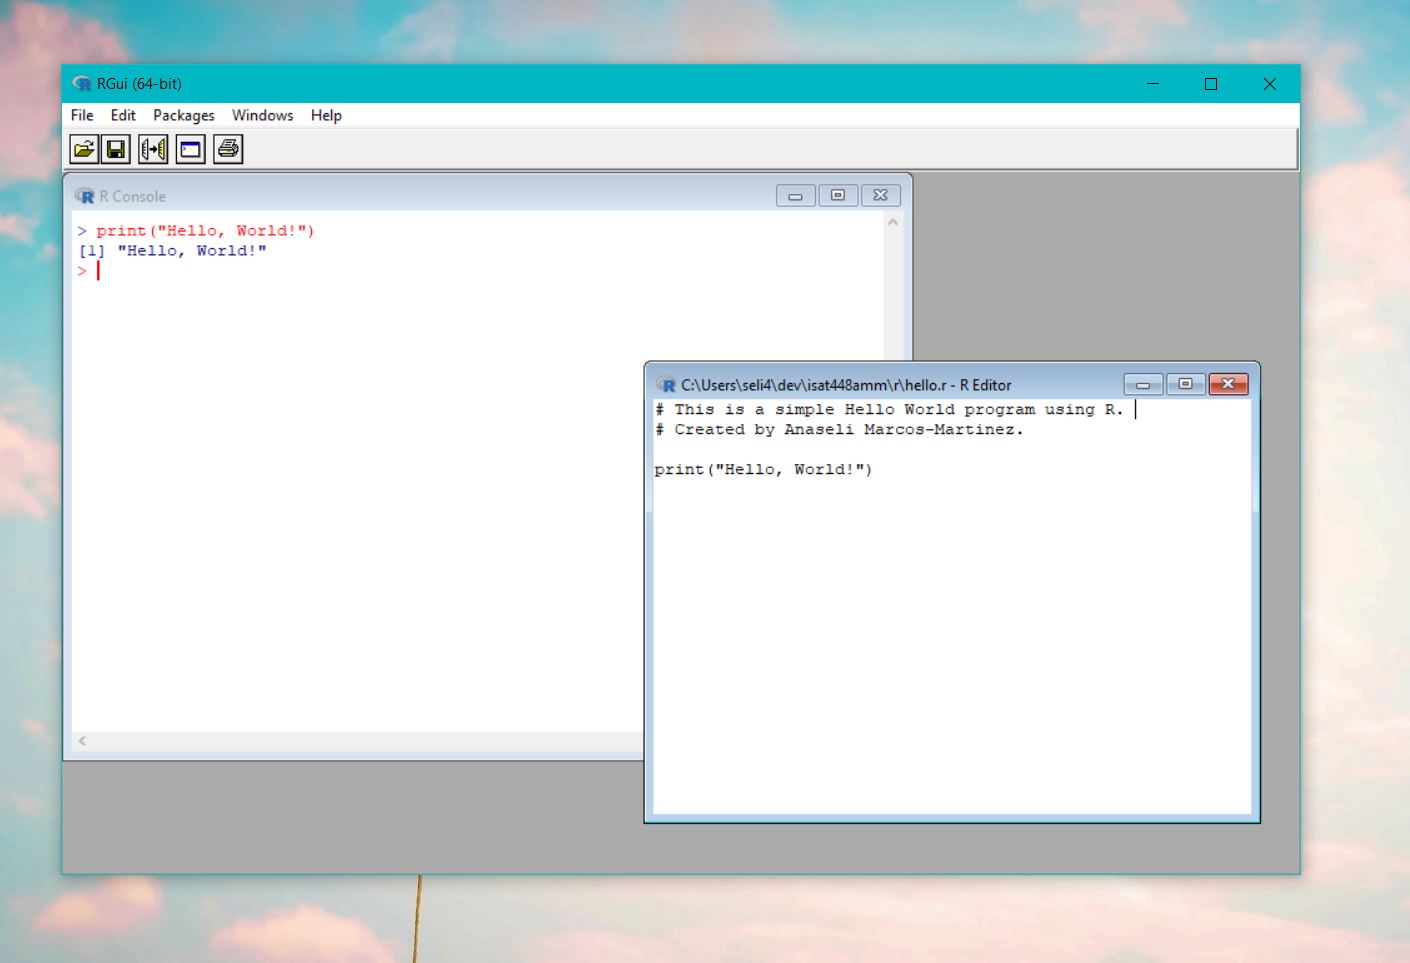 RGui (64-bit)
File Edit Packages Windows Help
R Console
> print("Hello, World!")
[1] "Hello, World!"
>
C:\Users\seli4\dev\isat448amm\r\hello.r - R Editor
# This is a simple Hello World program using R.
# Created by Anaseli Marcos-Martinez.
print("Hello, World!")